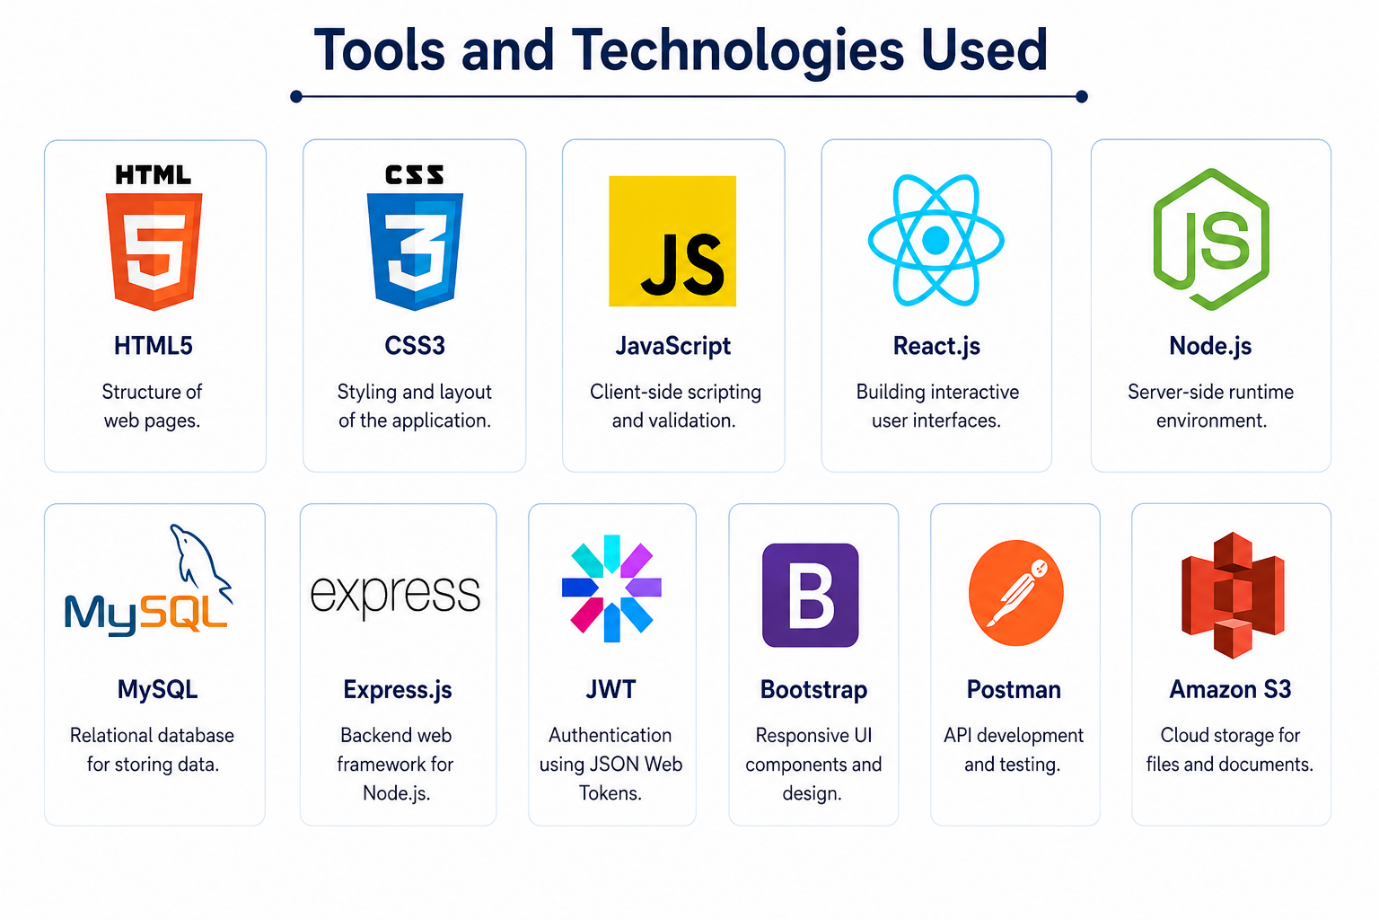 Tools and Technologies Used
HTML
5
HTML5
Structure of
web pages.
CSS
3
CSS3
Styling and layout
of the application.
JS
JavaScript
Client-side scripting
and validation.
React.js
Building interactive
user interfaces.
JS
Node.js
Server-side runtime
environment.
MySQL
MySQL
Relational database
for storing data.
express
Express.js
Backend web
framework for
Node.js.
JWT
Authentication
using JSON Web
Tokens.
B
Bootstrap
Responsive UI
components and
design.
Postman
API development
and testing.
Amazon S3
Cloud storage for
files and documents.